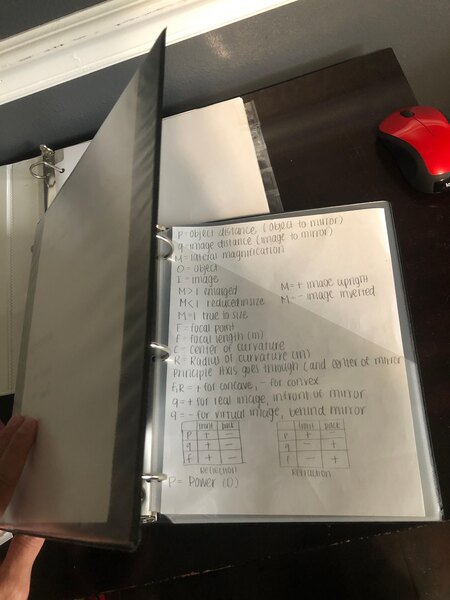 P= object distance (object to mirror)
q= image distance (image to mirror)
M= lateral magnification
O= object
I= image
M>1 enlarged
M<1 reduced in size
M=1 true to size
M= + image upright
M= - image inverted
F= focal point
f= focal length (m)
C= center of curvature
R= Radius of curvature (m)
Principle Axis goes through (and center of mirror
f,R= + for concave, - for convex
q= + for real image, infront of mirror
q= - for virtual image, behind mirror
front back
P + -
q + -
f + -
Reflection
front back
P + -
q - +
f - +
Refraction
P= Power (D)